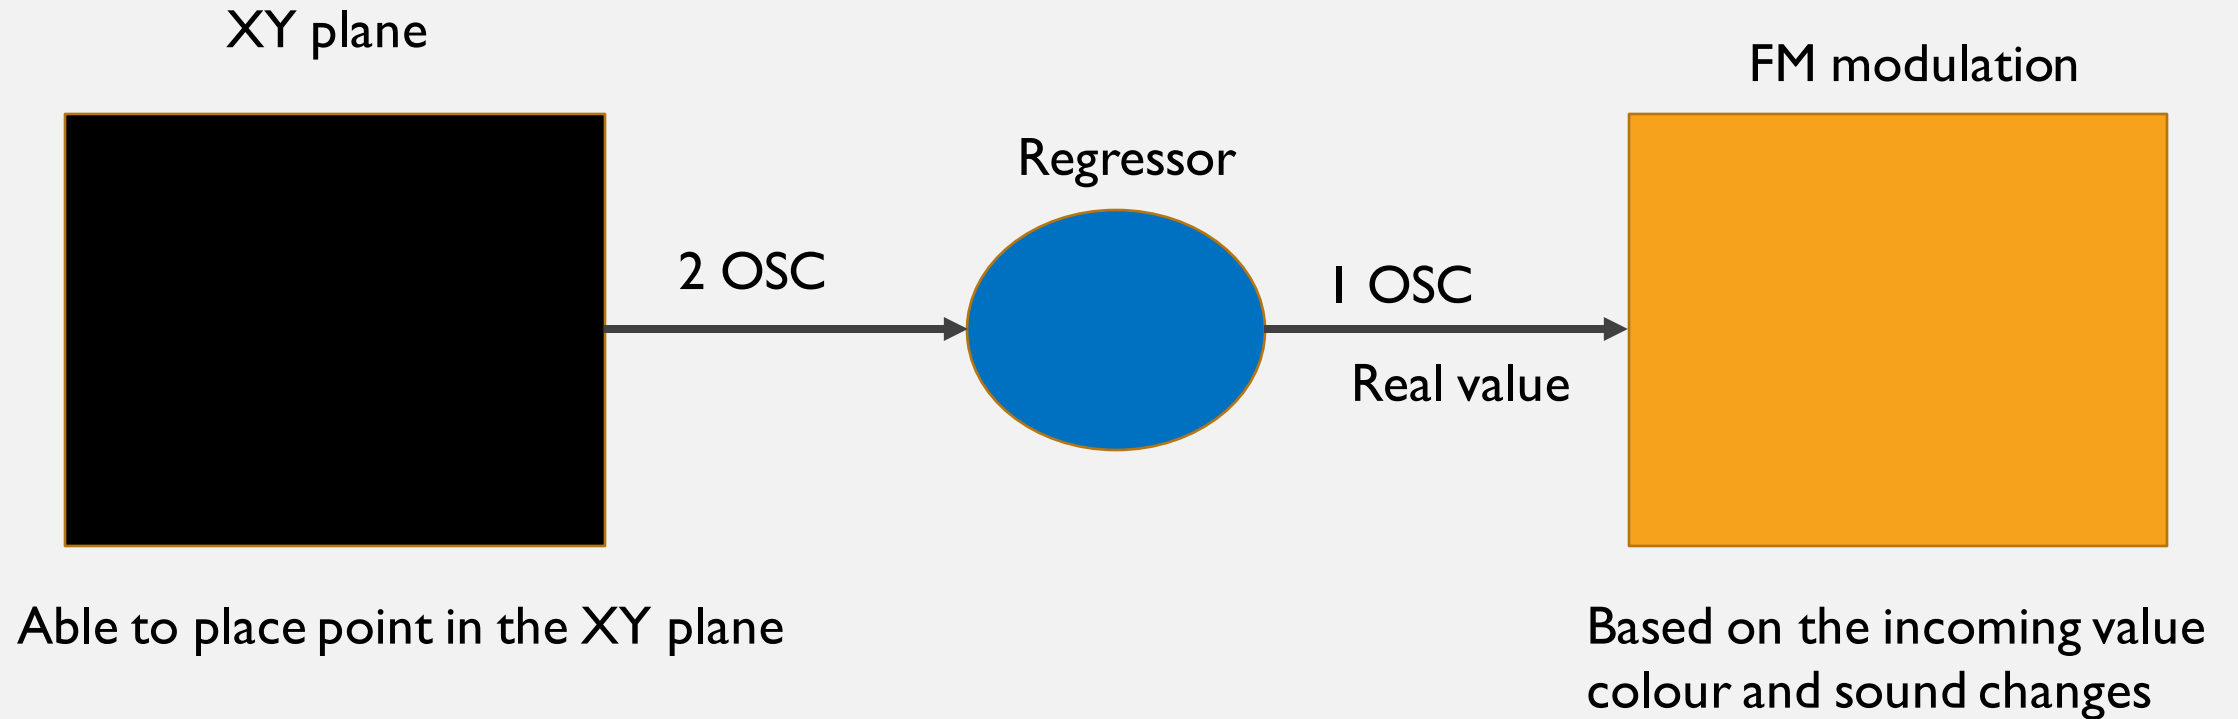 XY plane
FM modulation
Regressor
2 OSC
1 OSC
Real value
Able to place point in the XY plane
Based on the incoming value
colour and sound changes